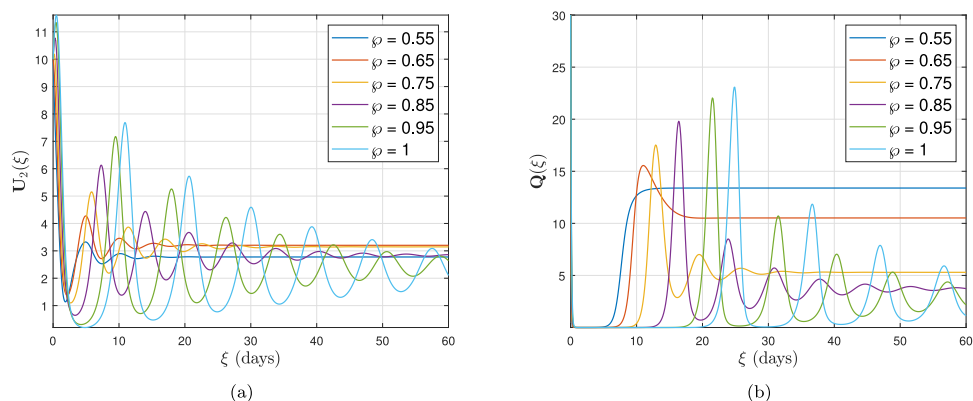 11
10
9
8
7
6
5
4
3
2
1
U₂(ξ)
0
10
20
30
40
50
60
ξ (days)
℘ = 0.55
℘ = 0.65
℘ = 0.75
℘ = 0.85
℘ = 0.95
℘ = 1
(a)
30
25
20
15
10
5
Q(ξ)
0
10
20
30
40
50
60
ξ (days)
℘ = 0.55
℘ = 0.65
℘ = 0.75
℘ = 0.85
℘ = 0.95
℘ = 1
(b)